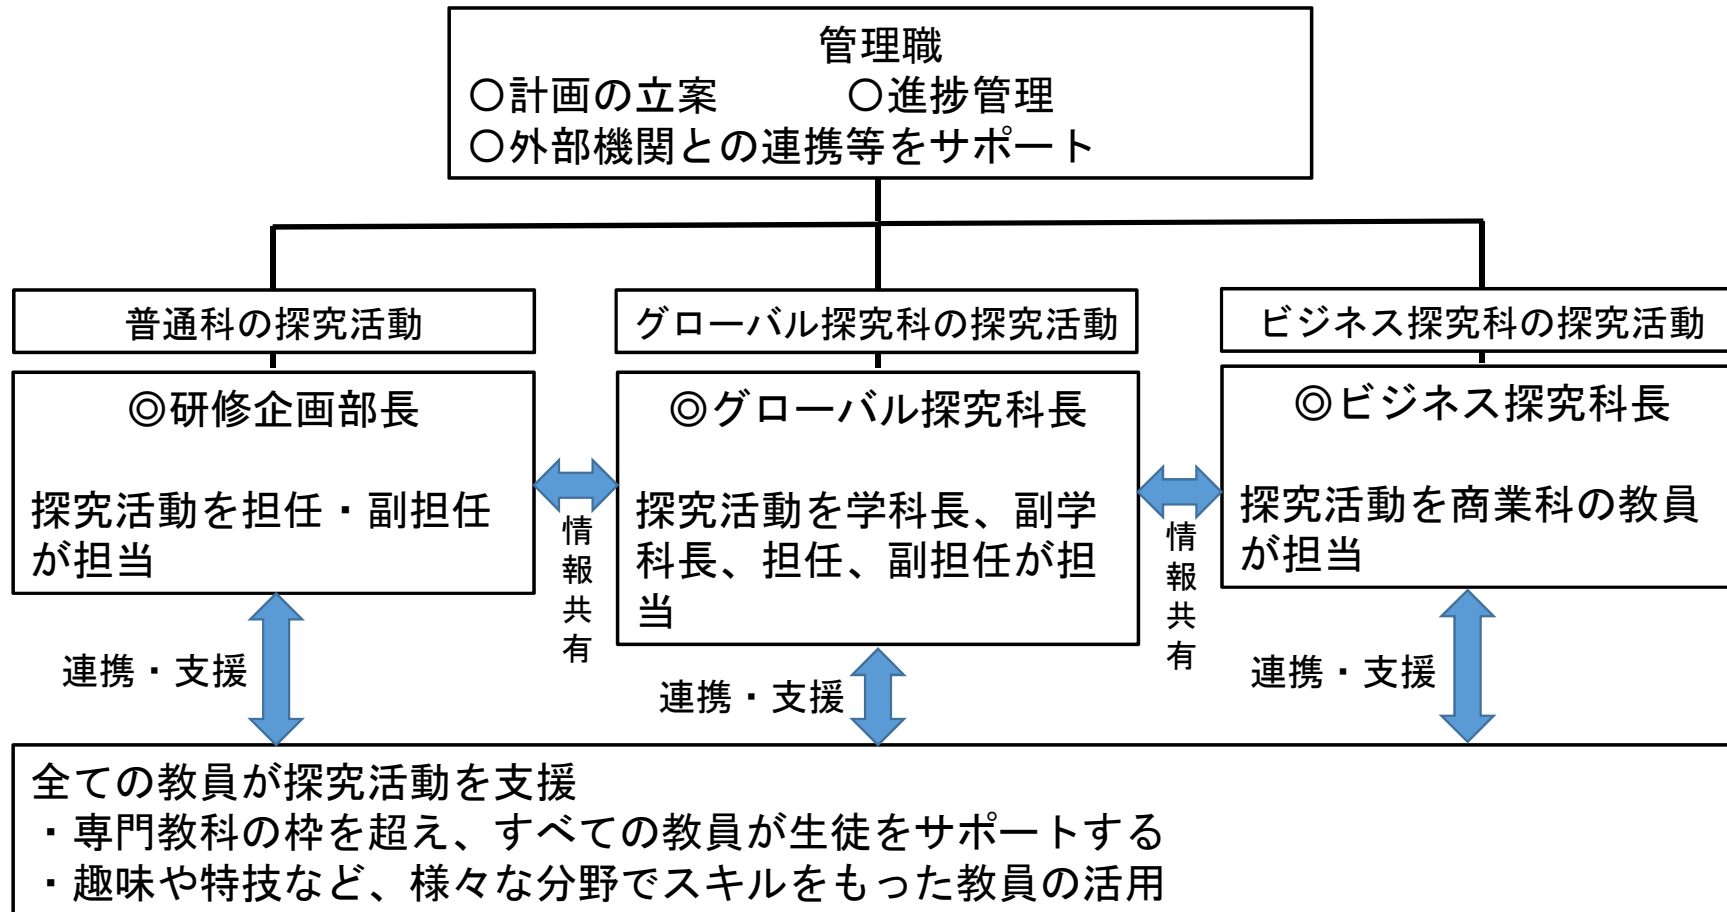 管理職
○計画の立案　　　○進捗管理
○外部機関との連携等をサポート
普通科の探究活動
グローバル探究科の探究活動
ビジネス探究科の探究活動
◎研修企画部長
探究活動を担任・副担任
が担当
情報共有
◎グローバル探究科長
探究活動を学科長、副学
科長、担任、副担任が担
当
情報共有
◎ビジネス探究科長
探究活動を商業科の教員
が担当
連携・支援
連携・支援
連携・支援
全ての教員が探究活動を支援
・専門教科の枠を超え、すべての教員が生徒をサポートする
・趣味や特技など、様々な分野でスキルをもった教員の活用